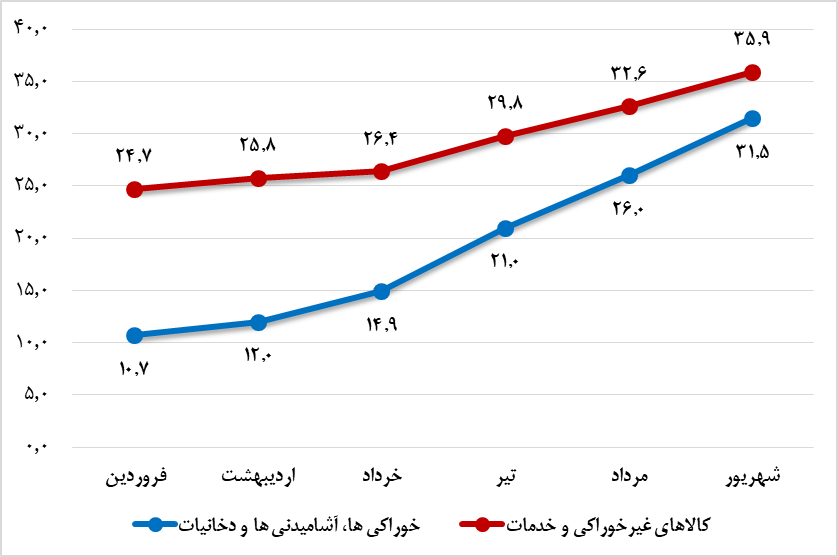 ۴۰,۰
۳۵,۰
۳۰,۰
۲۵,۰
۲۰,۰
۱۵,۰
۱۰,۰
۵,۰
۰,۰
۲۴,۷
۲۵,۸
۲۶,۴
۲۹,۸
۳۲,۶
۳۵,۹
۱۰,۷
۱۲,۰
۱۴,۹
۲۱,۰
۲۶,۰
۳۱,۵
فروردین
اردیبهشت
خرداد
تیر
مرداد
شهریور
خوراکی ها، آشامیدنی ها و دخانیات
کالاهای غیرخوراکی و خدمات